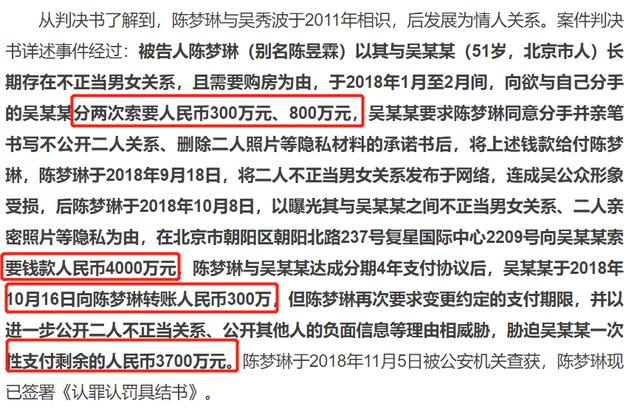 从判决书了解到，陈梦琳与吴秀波于2011年相识，后发展为情人关系。案件判决
书详述事件经过：被告人陈梦琳（别名陈昱霖）以其与吴某某（51岁，北京市人）长
期存在不正当男女关系，且需要购房为由，于2018年1月至2月间，向欲与自己分手
的吴某某分两次索要人民币300万元、800万元，吴某某要求陈梦琳同意分手并亲笔
书写不公开二人关系、删除二人照片等隐私材料的承诺书后，将上述钱款给付陈梦
琳，陈梦琳于2018年9月18日，将二人不正当男女关系发布于网络，连成吴公众形象
受损，后陈梦琳于2018年10月8日，以曝光其与吴某某之间不正当男女关系、二人亲
密照片等隐私为由，在北京市朝阳区朝阳北路237号复星国际中心2209号向吴某某索
要钱款人民币4000万元，陈梦琳与吴某某达成分期4年支付协议后，吴某某于2018年
10月16日向陈梦琳转账人民币300万，但陈梦琳再次要求变更约定的支付期限，并以
进一步公开二人不正当关系、公开其他人的负面信息等理由相威胁，胁迫吴某某一次
性支付剩余的人民币3700万元。陈梦琳于2018年11月5日被公安机关查获，陈梦琳现
已签署《认罪认罚具结书》。